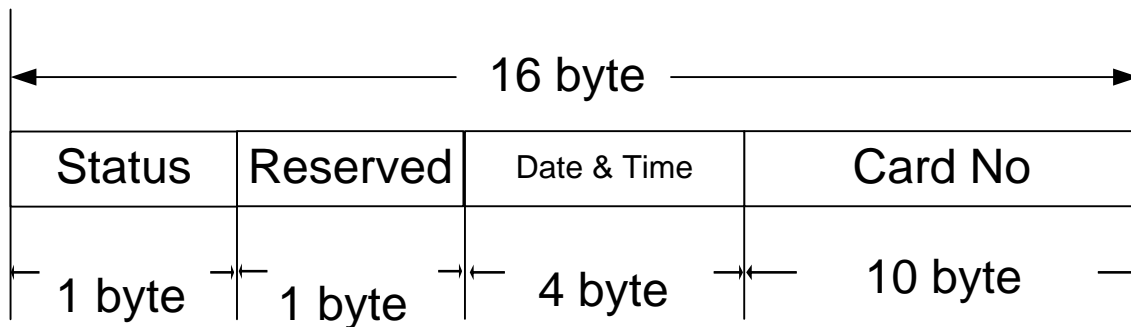 16 byte
Status Reserved Date & Time Card No
1 byte 1 byte 4 byte 10 byte